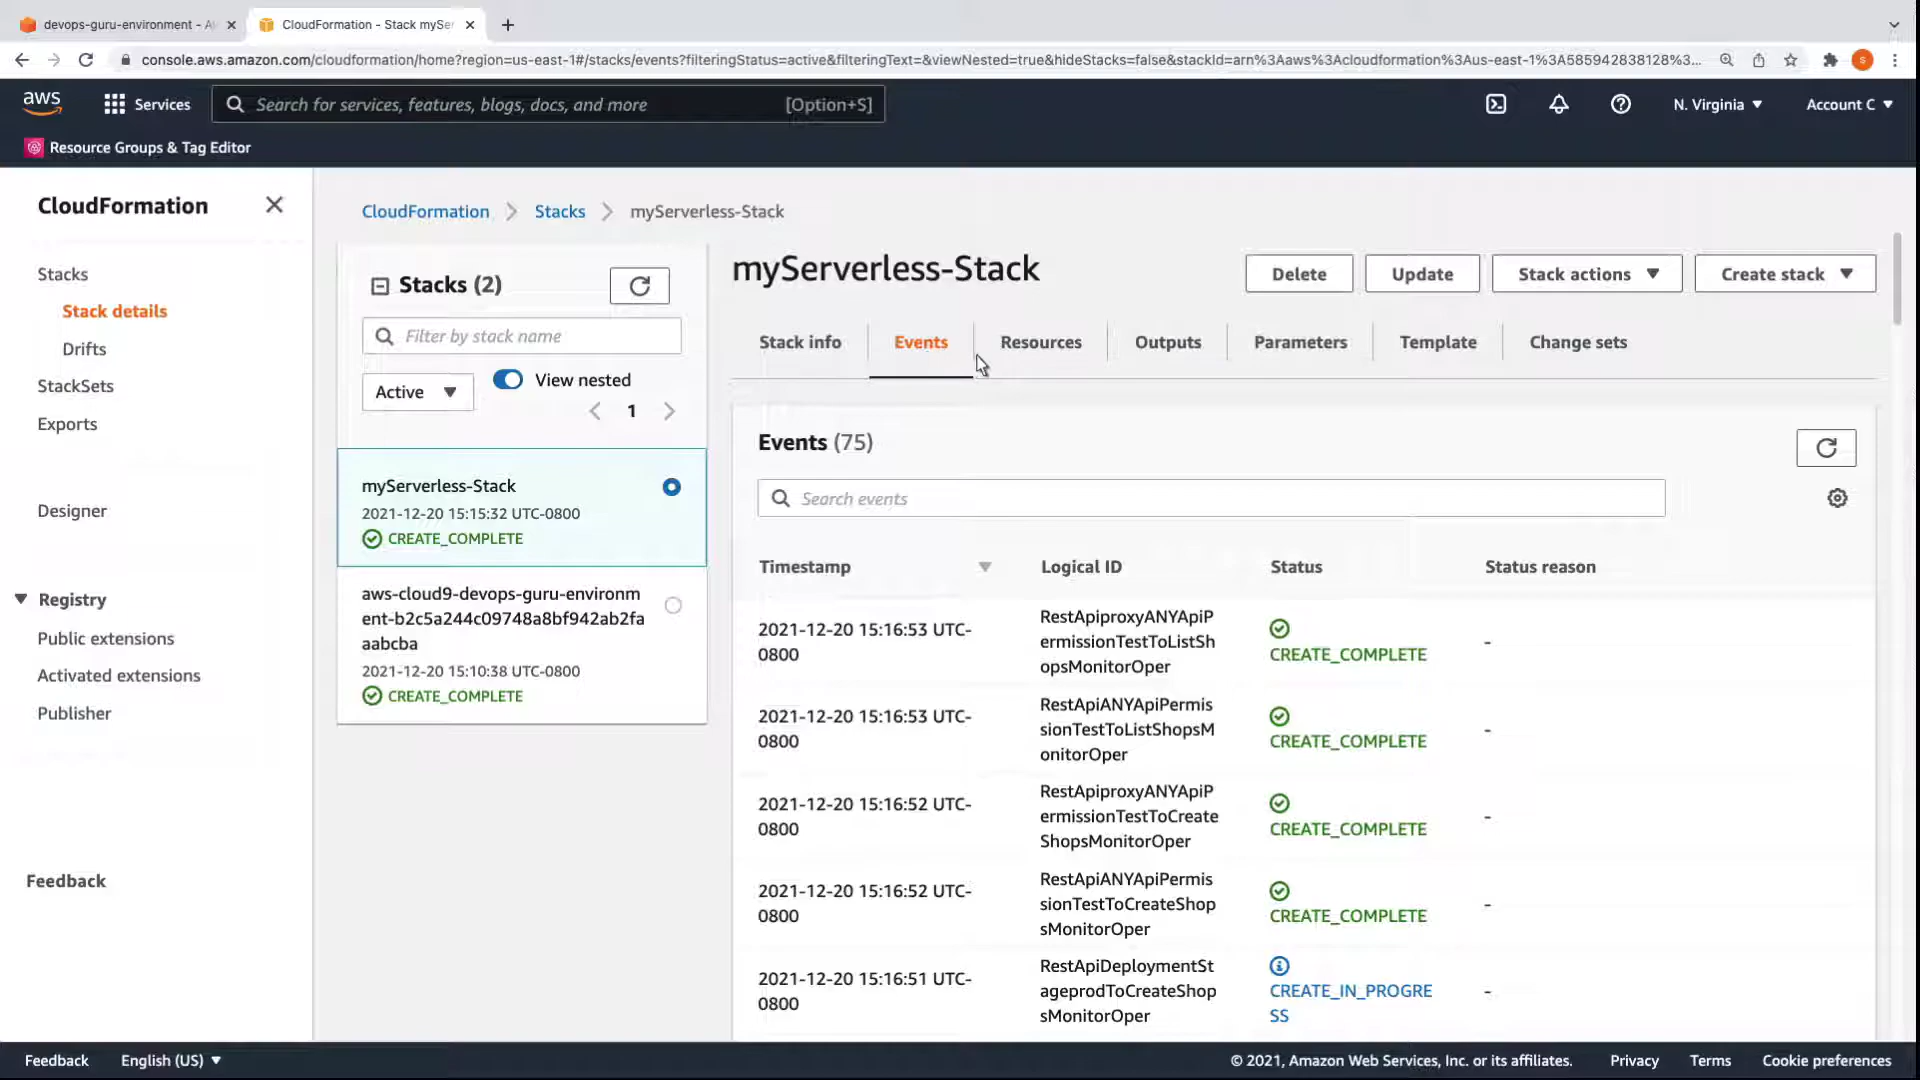 devops-guru-environment - A
CloudFormation - Stack mySer
console.aws.amazon.com/cloudformation/home?region=us-east-1#/stacks/events?filteringStatus=active&filteringText=&viewNested=true&hideStacks=false&stackId=arn%3Aaws%3Acloudformation%3Aus-east-1%3A585942838128%3...
S
aws
Services
Search for services, features, blogs, docs, and more
[Option+S]
N. Virginia
Account C
Resource Groups & Tag Editor
CloudFormation
Stacks
Stack details
Drifts
StackSets
Exports
Designer
Registry
Public extensions
Activated extensions
Publisher
Feedback
CloudFormation
Stacks
myServerless-Stack
Stacks (2)
Filter by stack name
Active
View nested
1
myServerless-Stack
2021-12-20 15:15:32 UTC-0800
CREATE_COMPLETE
aws-cloud9-devops-guru-environm
ent-b2c5a244c09748a8bf942ab2fa
aabcba
2021-12-20 15:10:38 UTC-0800
CREATE_COMPLETE
myServerless-Stack
Delete
Update
Stack actions
Create stack
Stack info
Events
Resources
Outputs
Parameters
Template
Change sets
Events (75)
Search events
Timestamp
Logical ID
Status
Status reason
2021-12-20 15:16:53 UTC-
0800
RestApiproxyANYApiP
ermissionTestToListSh
opsMonitorOper
CREATE_COMPLETE
-
2021-12-20 15:16:53 UTC-
0800
RestApiANYApiPermis
sionTestToListShopsM
onitorOper
CREATE_COMPLETE
-
2021-12-20 15:16:52 UTC-
0800
RestApiproxyANYApiP
ermissionTestToCreate
ShopsMonitorOper
CREATE_COMPLETE
-
2021-12-20 15:16:52 UTC-
0800
RestApiANYApiPermis
sionTestToCreateShop
sMonitorOper
CREATE_COMPLETE
-
2021-12-20 15:16:51 UTC-
0800
RestApiDeploymentSt
ageprodToCreateShop
sMonitorOper
CREATE_IN_PROGRE
SS
-
Feedback
English (US)
© 2021, Amazon Web Services, Inc. or its affiliates.
Privacy
Terms
Cookie preferences